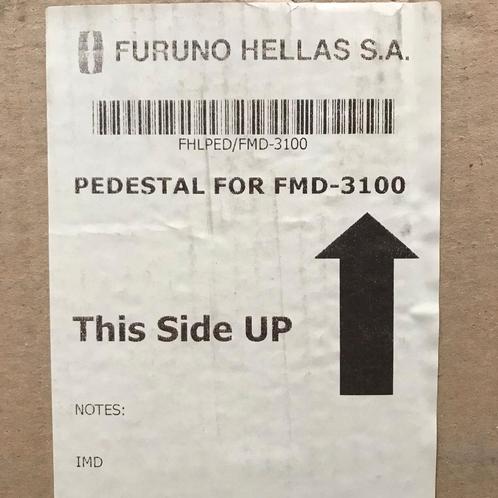 FURUNO HELLAS S.A.
FHLPED/FMD-3100
PEDESTAL FOR FMD-3100
This Side UP
NOTES:
IMD